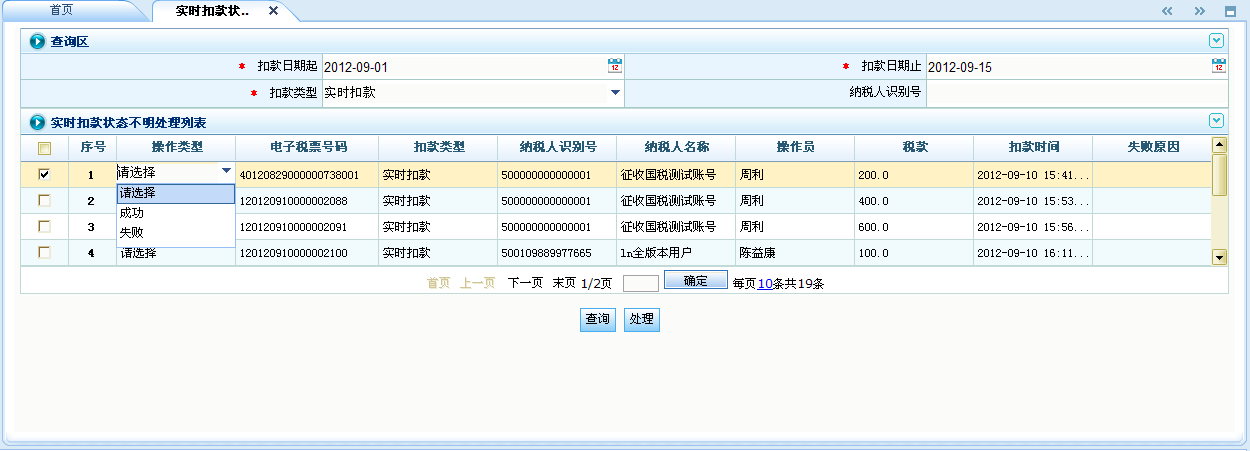 首页 实时扣款状..
查询区
* 扣款日期起 2012-09-01 * 扣款日期止 2012-09-15
* 扣款类型 实时扣款 纳税人识别号
实时扣款状态不明处理列表
序号 操作类型 电子税票号码 扣款类型 纳税人识别号 纳税人名称 操作员 税款 扣款时间 失败原因
1 请选择 401208290000000738001 实时扣款 500000000000001 征收国税测试账号 周利 200.0 2012-09-10 15:41...
请选择
2 120120910000002088 实时扣款 500000000000001 征收国税测试账号 周利 400.0 2012-09-10 15:53...
成功
3 120120910000002091 实时扣款 500000000000001 征收国税测试账号 周利 600.0 2012-09-10 15:56...
失败
4 请选择 120120910000002100 实时扣款 500109889977665 ln全版本用户 陈益康 100.0 2012-09-10 16:11...
首页 上一页 下一页 末页 1/2页 确定 每页10条共19条
查询 处理